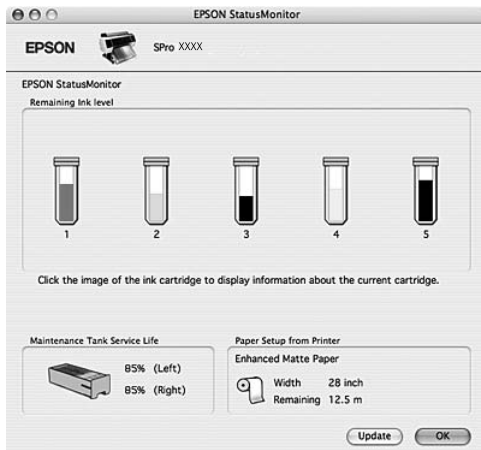 EPSON StatusMonitor
EPSON SPro XXXX
EPSON StatusMonitor
Remaining Ink level
1 2 3 4 5
Click the image of the ink cartridge to display information about the current cartridge.
Maintenance Tank Service Life
85% (Left)
85% (Right)
Paper Setup from Printer
Enhanced Matte Paper
Width 28 inch
Remaining 12.5 m
Update OK